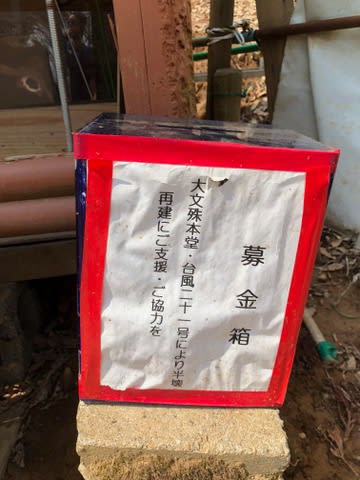 募金箱
大文殊本堂・台風二十一号により半壊
再建にご支援・ご協力を